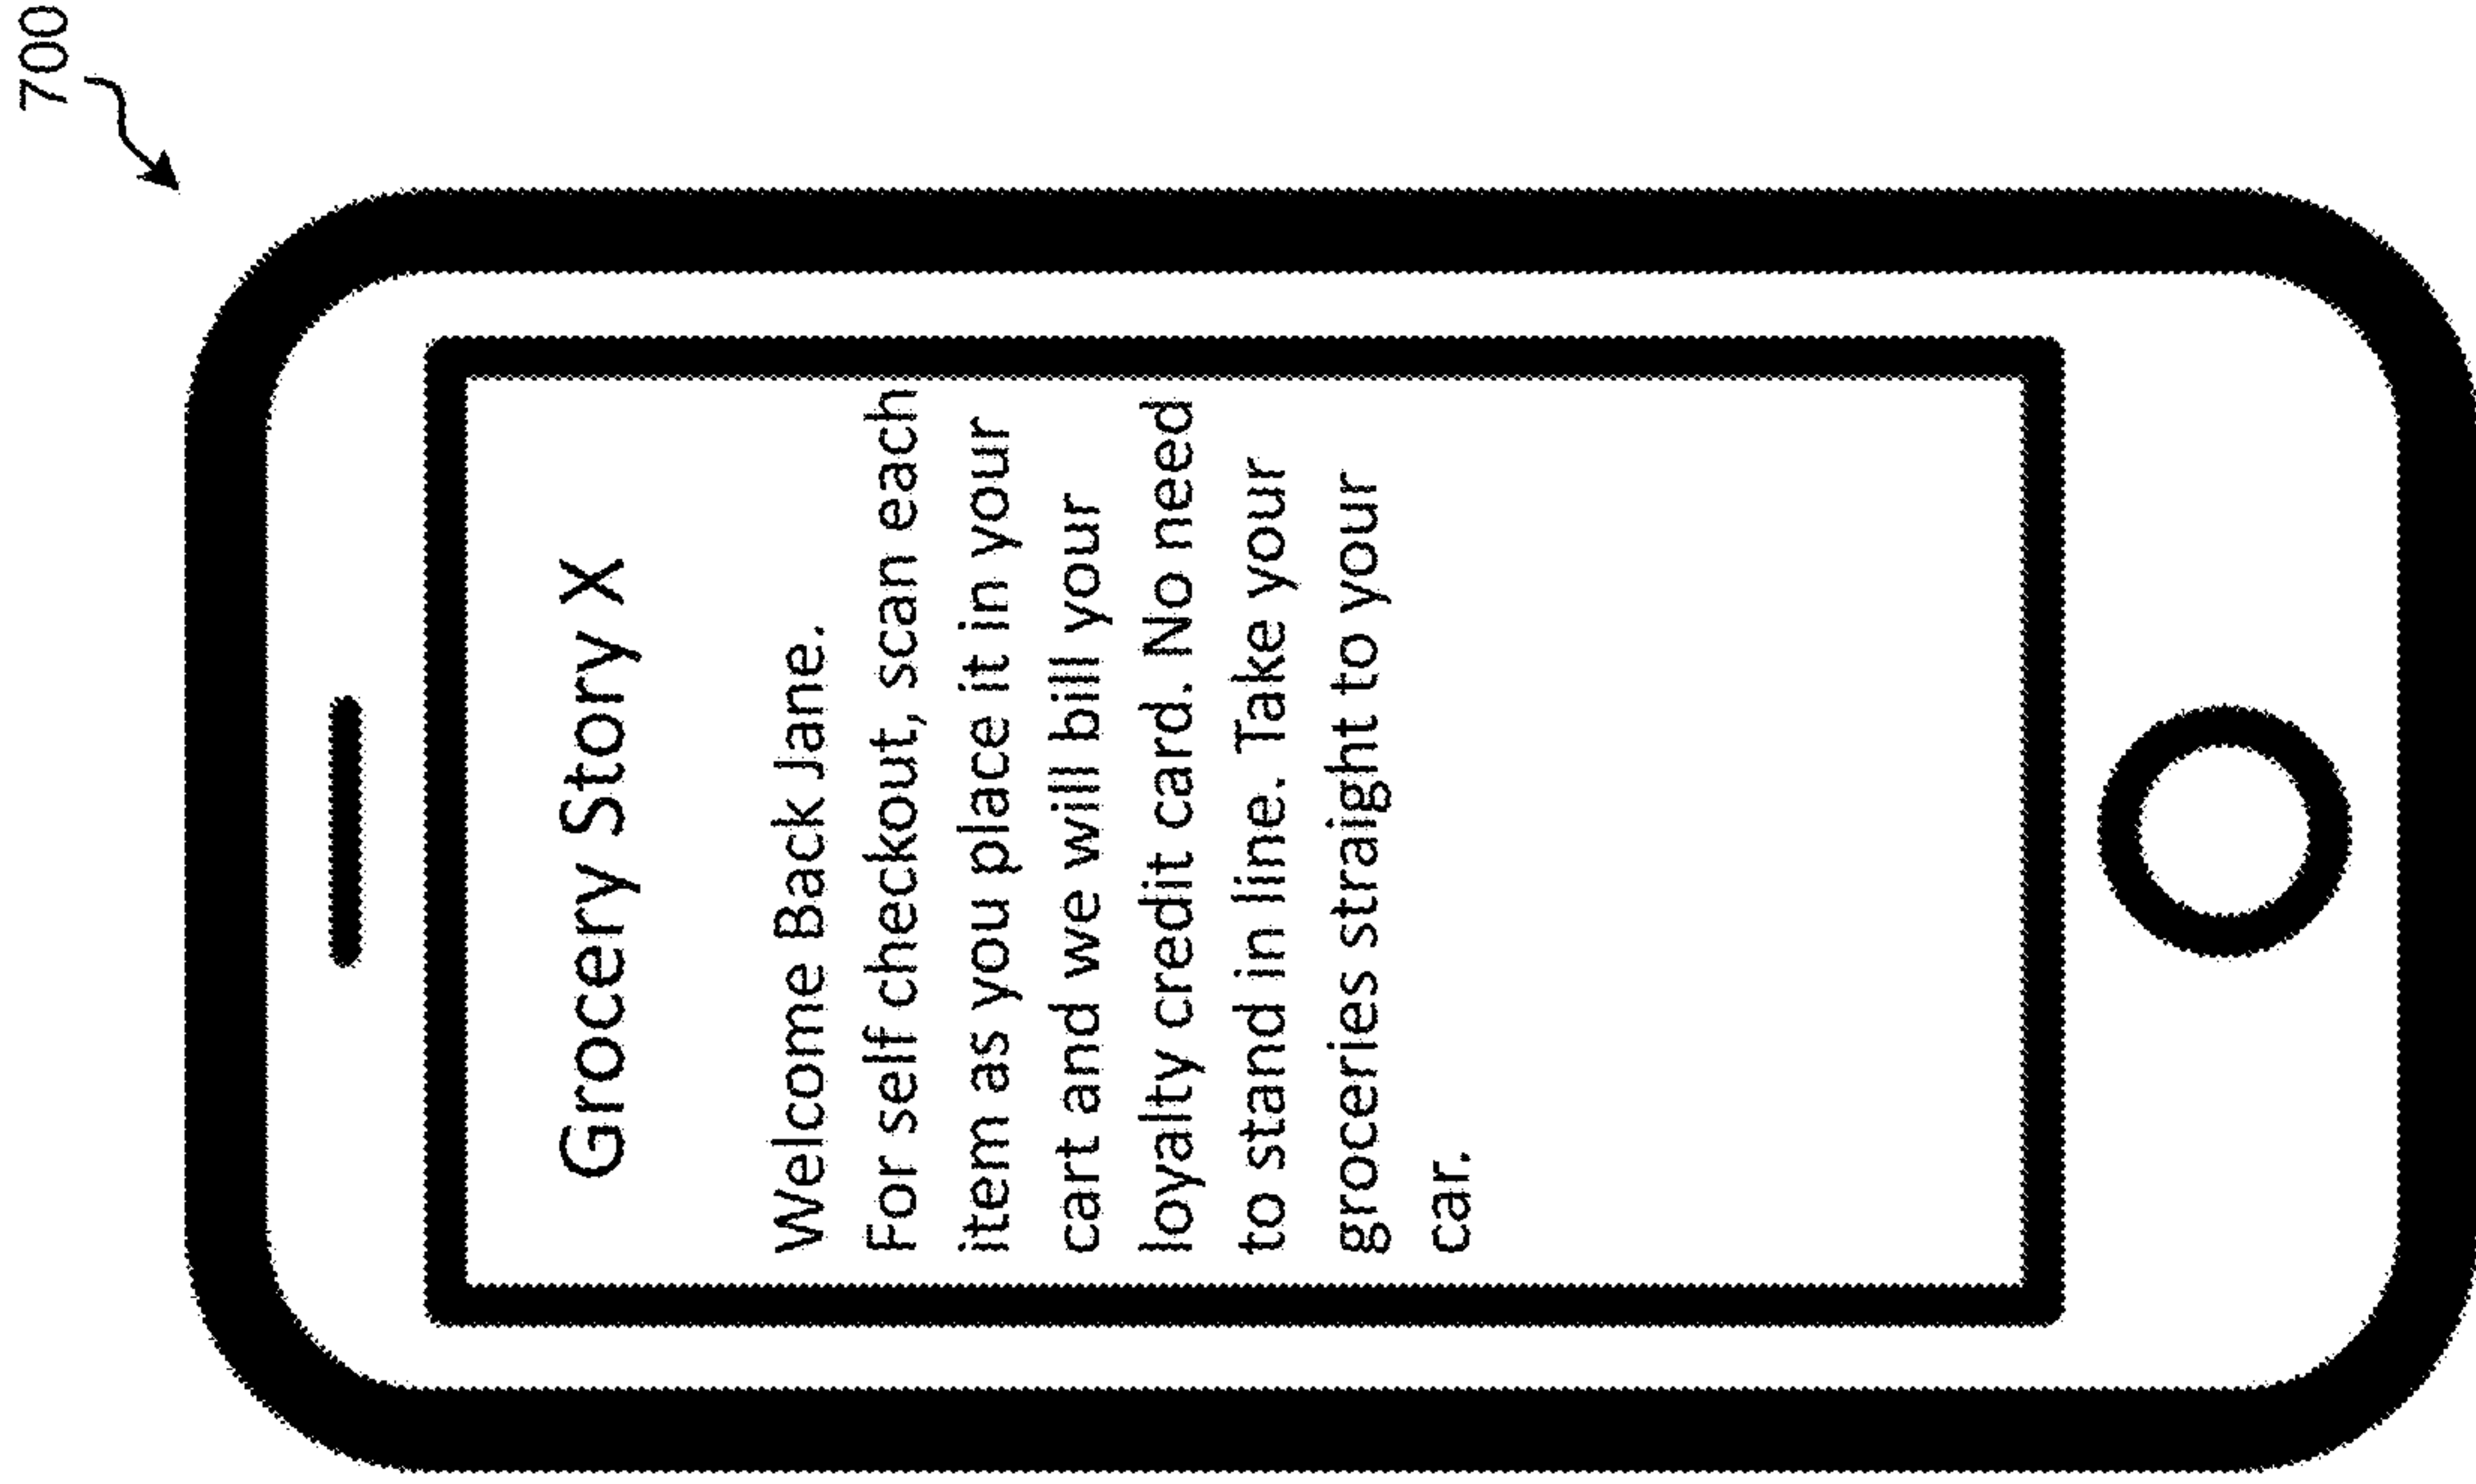 700
Grocery Story X
Welcome Back Jane.
For self checkout, scan each
item as you place it in your
cart and we will bill your
loyalty credit card. No need
to stand in line. Take your
groceries straight to your
car.